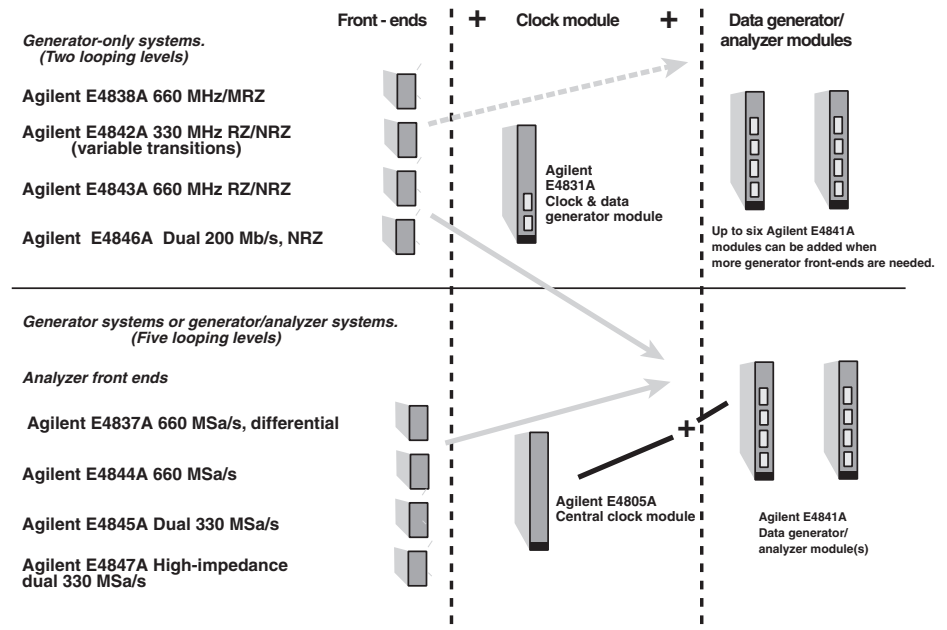 Front - ends + Clock module + Data generator/
analyzer modules
Generator-only systems.
(Two looping levels)
Agilent E4838A 660 MHz/MRZ
Agilent E4842A 330 MHz RZ/NRZ
(variable transitions)
Agilent E4843A 660 MHz RZ/NRZ
Agilent E4846A Dual 200 Mb/s, NRZ
Agilent
E4831A
Clock & data
generator module
Up to six Agilent E4841A
modules can be added when
more generator front-ends are needed.
Generator systems or generator/analyzer systems.
(Five looping levels)
Analyzer front ends
Agilent E4837A 660 MSa/s, differential
Agilent E4844A 660 MSa/s
Agilent E4845A Dual 330 MSa/s
Agilent E4847A High-impedance
dual 330 MSa/s
+
Agilent E4805A
Central clock module
Agilent E4841A
Data generator/
analyzer module(s)